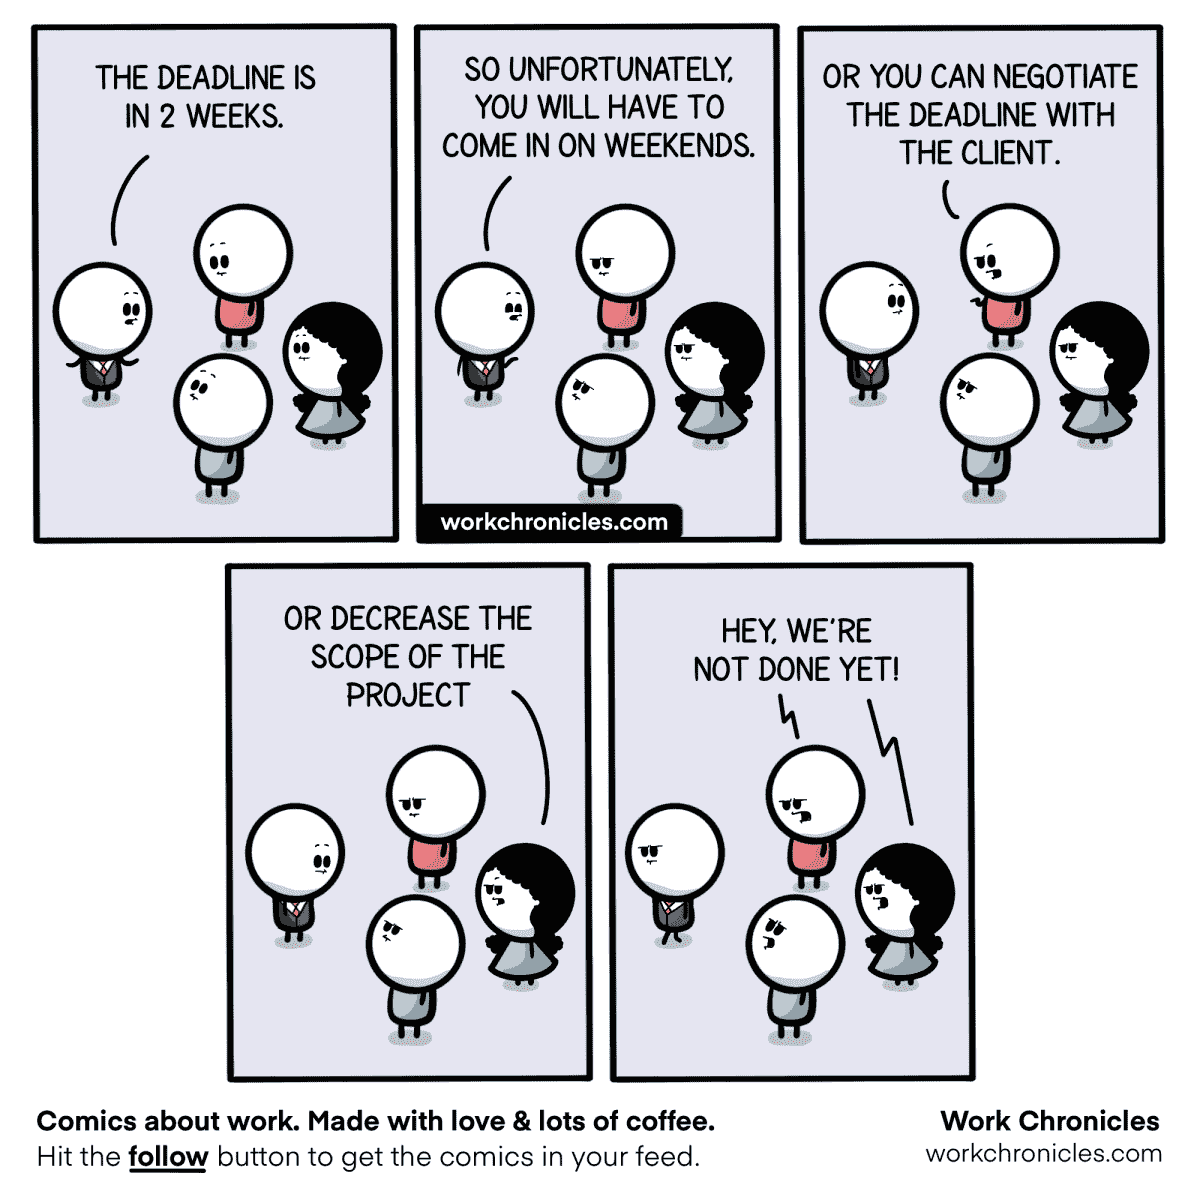 THE DEADLINE IS
IN 2 WEEKS.
SO UNFORTUNATELY,
YOU WILL HAVE TO
COME IN ON WEEKENDS.
workchronicles.com
OR YOU CAN NEGOTIATE
THE DEADLINE WITH
THE CLIENT.
OR DECREASE THE
SCOPE OF THE
PROJECT
HEY, WE'RE
NOT DONE YET!
Comics about work. Made with love & lots of coffee.
Hit the follow button to get the comics in your feed.
Work Chronicles
workchronicles.com